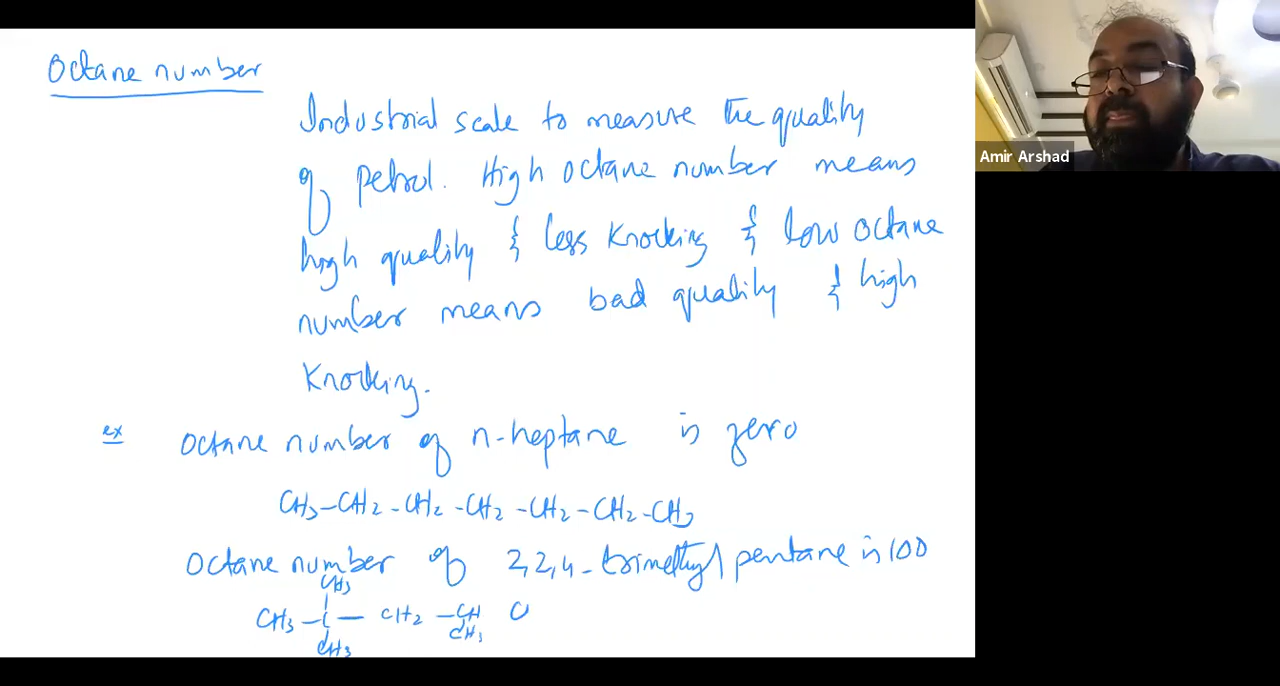 Octane number
Industrial scale to measure the quality
of petrol. High octane number means
high quality & less knocking & low octane
number means bad quality & high
knocking.
ex octane number of n-heptane is zero
CH3-CH2-CH2-CH2-CH2-CH2-CH3
octane number of 2,2,4-trimethyl pentane is 100
CH3
CH3-C-CH2-CH C
CH3 CH3
Amir Arshad